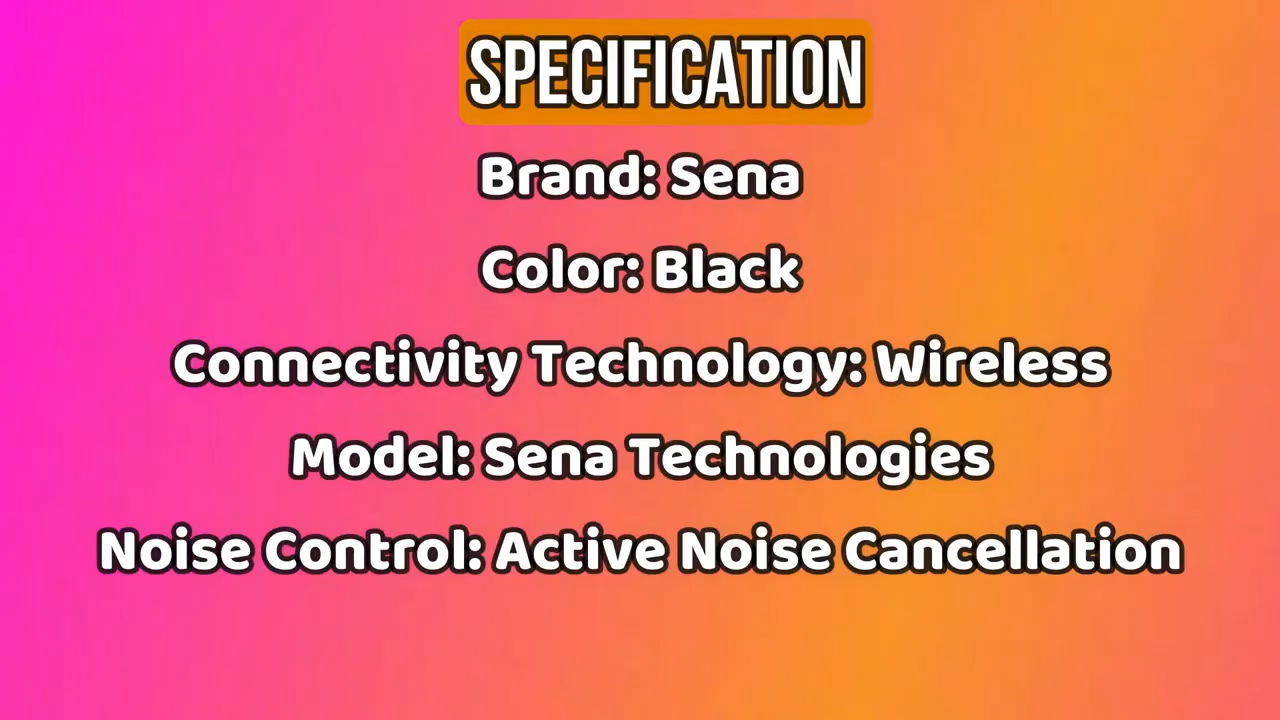 SPECIFICATION
Brand: Sena
Color: Black
Connectivity Technology: Wireless
Model: Sena Technologies
Noise Control: Active Noise Cancellation